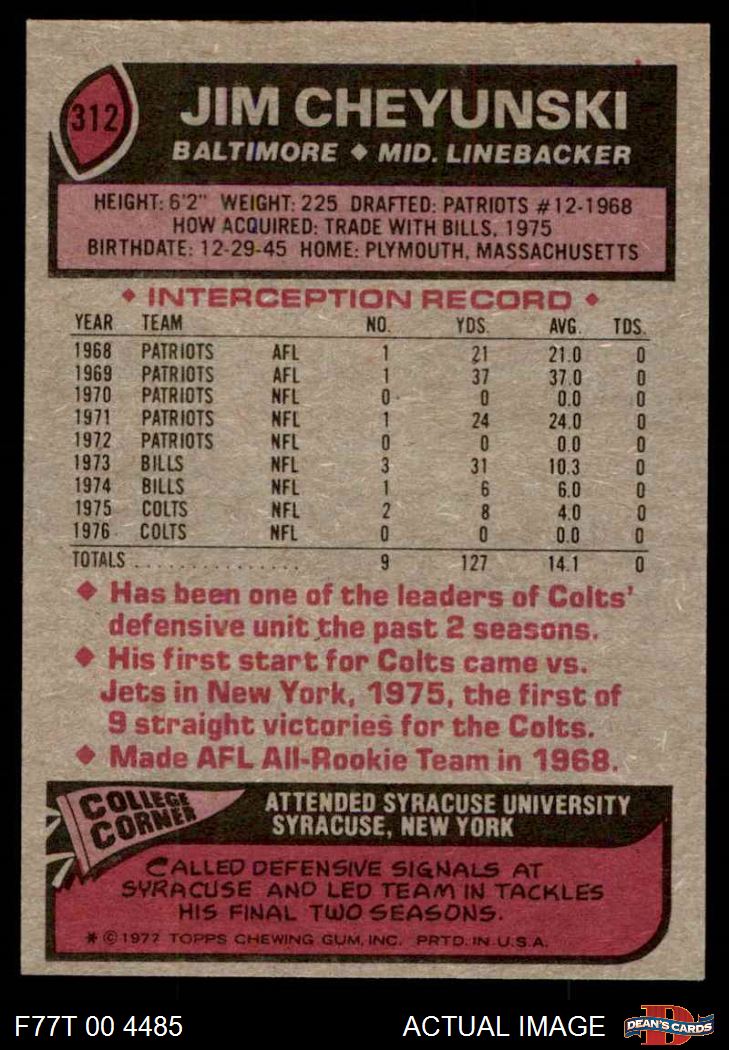 312
JIM CHEYUNSKI
BALTIMORE ◆ MID. LINEBACKER
HEIGHT: 6'2" WEIGHT: 225 DRAFTED: PATRIOTS #12-1968
HOW ACQUIRED: TRADE WITH BILLS, 1975
BIRTHDATE: 12-29-45 HOME: PLYMOUTH, MASSACHUSETTS
◆ INTERCEPTION RECORD ◆
YEAR TEAM NO. YDS. AVG. TDS.
1968 PATRIOTS AFL 1 21 21.0 0
1969 PATRIOTS AFL 1 37 37.0 0
1970 PATRIOTS NFL 0 0 0.0 0
1971 PATRIOTS NFL 1 24 24.0 0
1972 PATRIOTS NFL 0 0 0.0 0
1973 BILLS NFL 3 31 10.3 0
1974 BILLS NFL 1 6 6.0 0
1975 COLTS NFL 2 8 4.0 0
1976 COLTS NFL 0 0 0.0 0
TOTALS ................ 9 127 14.1 0
◆ Has been one of the leaders of Colts'
defensive unit the past 2 seasons.
◆ His first start for Colts came vs.
Jets in New York, 1975, the first of
9 straight victories for the Colts.
◆ Made AFL All-Rookie Team in 1968.
COLLEGE
CORNER
ATTENDED SYRACUSE UNIVERSITY
SYRACUSE, NEW YORK
CALLED DEFENSIVE SIGNALS AT
SYRACUSE AND LED TEAM IN TACKLES
HIS FINAL TWO SEASONS.
* © 1977 TOPPS CHEWING GUM, INC. PRTD. IN U.S.A.
F77T 00 4485
ACTUAL IMAGE
D
DEAN'S CARDS